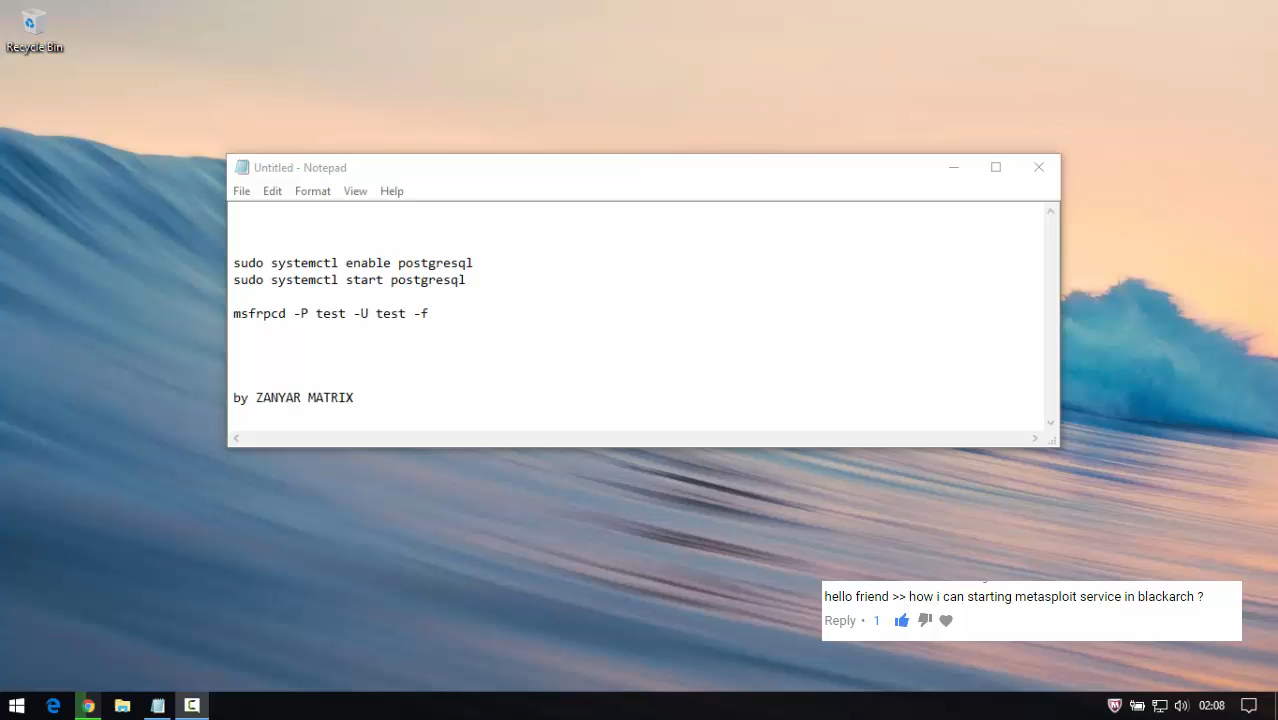 Recycle Bin
Untitled - Notepad
File Edit Format View Help
sudo systemctl enable postgresql
sudo systemctl start postgresql
msfrpcd -P test -U test -f
by ZANYAR MATRIX
hello friend >> how i can starting metasploit service in blackarch ?
Reply • 1
02:08